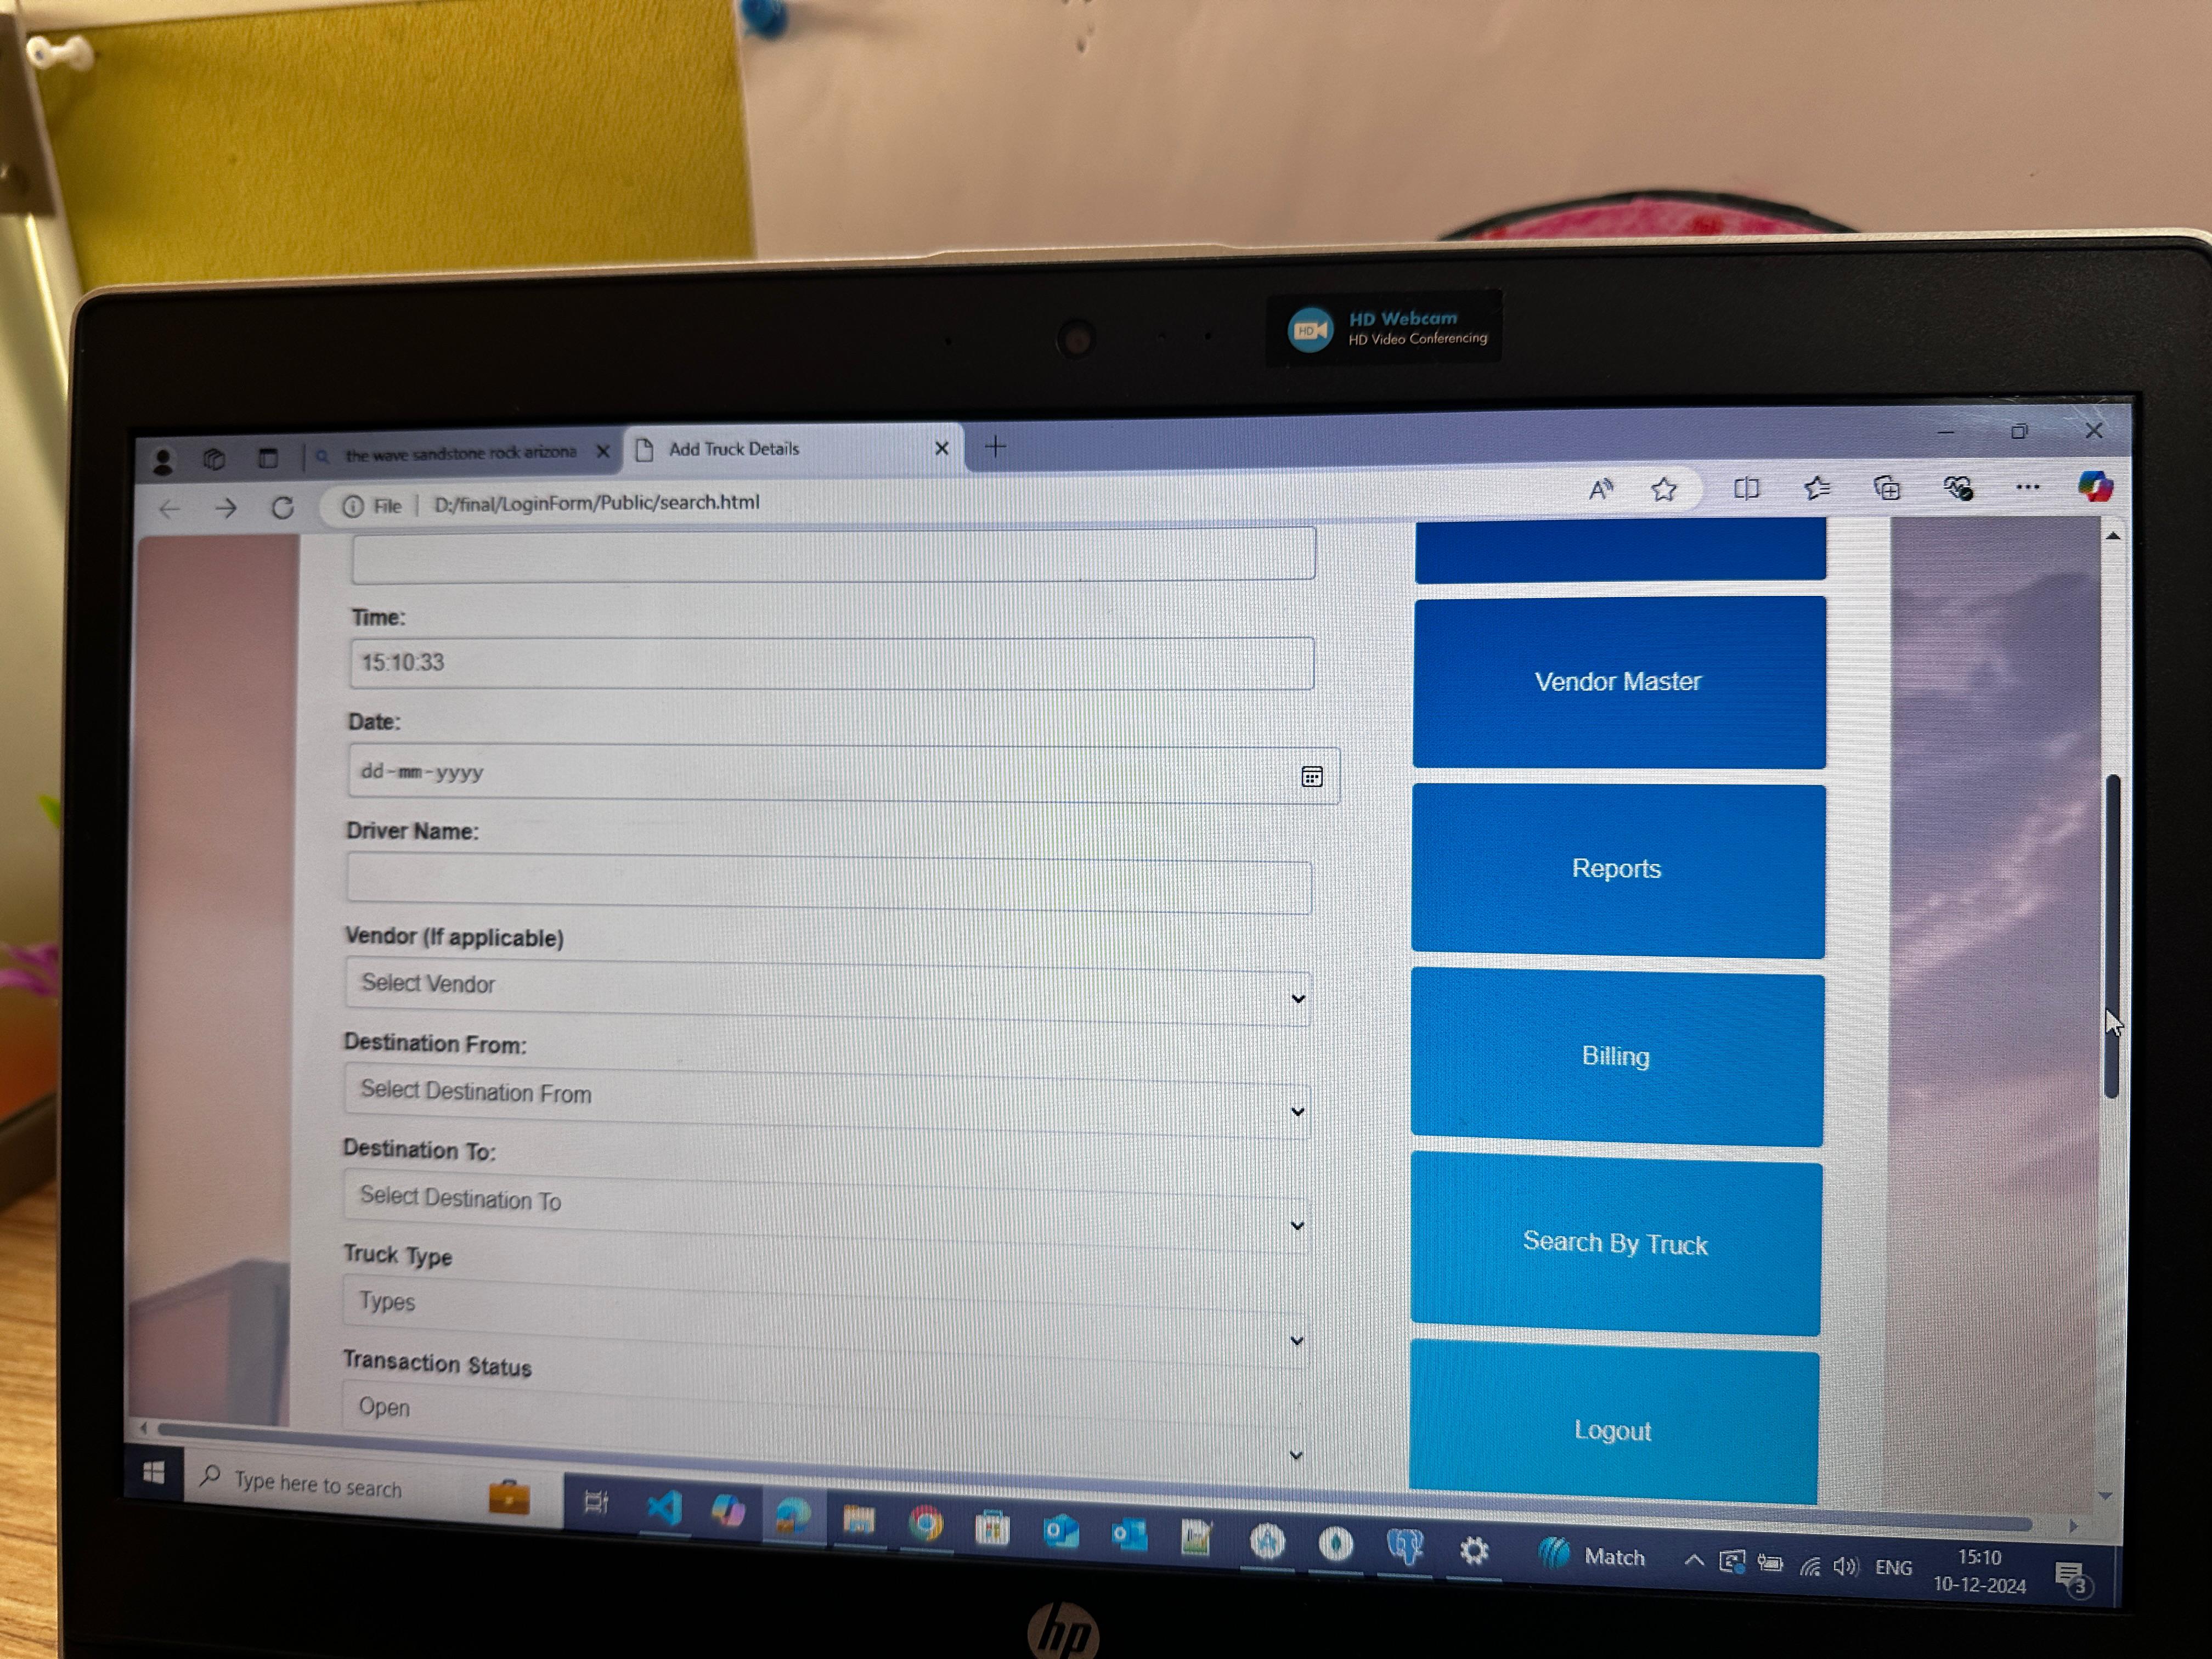 HD Webcam
HD
HD Video Conferencing
the wave sandstone rock arizona
Add Truck Details
File
D:/final/LoginForm/Public/search.html
Time:
15:10:33
Date:
dd-mm-yyyy
Driver Name:
Vendor (If applicable)
Select Vendor
Destination From:
Select Destination From
Destination To:
Select Destination To
Truck Type
Types
Transaction Status
Open
Vendor Master
Reports
Billing
Search By Truck
Logout
Type here to search
Match
ENG
15:10
10-12-2024
3
hp